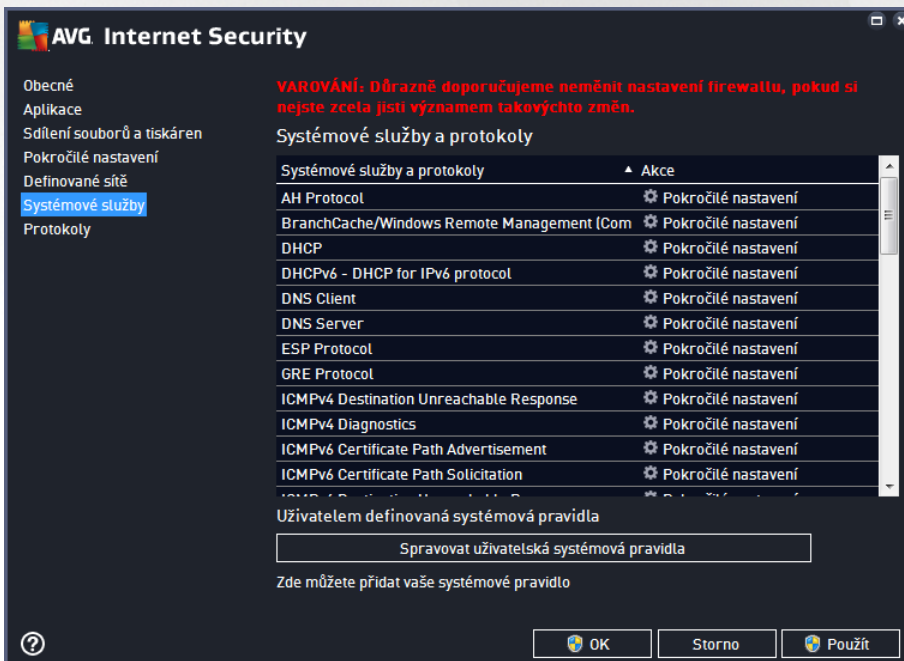 AVG. Internet Security
Obecné
Aplikace
Sdílení souborů a tiskáren
Pokročilé nastavení
Definované sítě
Systémové služby
Protokoly
VAROVÁNÍ: Důrazně doporučujeme neměnit nastavení firewallu, pokud si
nejste zcela jisti významem takovýchto změn.
Systémové služby a protokoly
Systémové služby a protokoly Akce
AH Protocol Pokročilé nastavení
BranchCache/Windows Remote Management (Com Pokročilé nastavení
DHCP Pokročilé nastavení
DHCPv6 - DHCP for IPv6 protocol Pokročilé nastavení
DNS Client Pokročilé nastavení
DNS Server Pokročilé nastavení
ESP Protocol Pokročilé nastavení
GRE Protocol Pokročilé nastavení
ICMPv4 Destination Unreachable Response Pokročilé nastavení
ICMPv4 Diagnostics Pokročilé nastavení
ICMPv6 Certificate Path Advertisement Pokročilé nastavení
ICMPv6 Certificate Path Solicitation Pokročilé nastavení
Uživatelem definovaná systémová pravidla
Spravovat uživatelská systémová pravidla
Zde můžete přidat vaše systémové pravidlo
OK Storno Použít